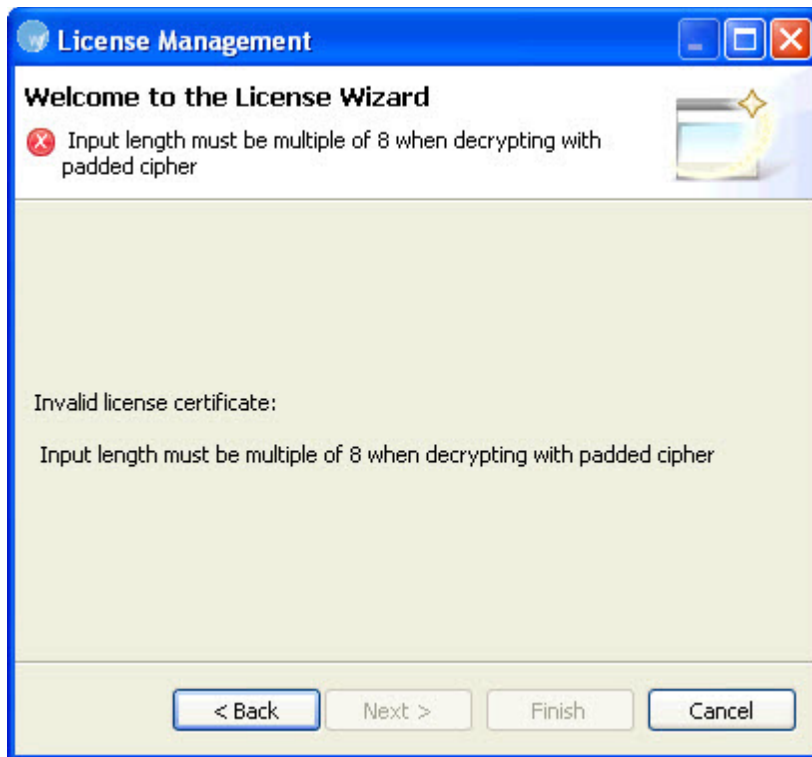 License Management
Welcome to the License Wizard
Input length must be multiple of 8 when decrypting with
padded cipher
Invalid license certificate:
Input length must be multiple of 8 when decrypting with padded cipher
< Back
Next >
Finish
Cancel